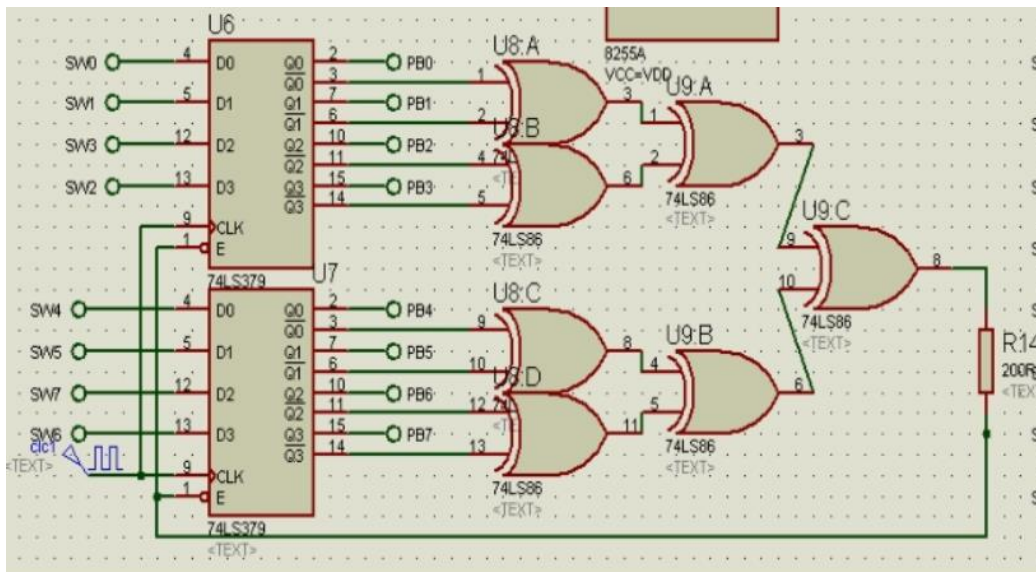 8255A
VCC=VDD
U6
SW0
4
D0
Q0
2
PB0
Q0
3
SW1
5
D1
Q1
7
PB1
Q1
6
SW3
12
D2
Q2
10
PB2
Q2
11
SW2
13
D3
Q3
15
PB3
Q3
14
9
CLK
1
E
74LS379
U8:A
1
2
3
U8:B
4
5
6
74LS86
<TEXT>
U9:A
1
2
3
74LS86
<TEXT>
U9:C
9
10
8
74LS86
<TEXT>
U7
SW4
4
D0
Q0
2
PB4
Q0
3
SW5
5
D1
Q1
7
PB5
Q1
6
SW7
12
D2
Q2
10
PB6
Q2
11
SW6
13
D3
Q3
15
PB7
Q3
14
clc1
<TEXT>
9
CLK
1
E
74LS379
<TEXT>
U8:C
9
10
8
U8:D
12
13
11
74LS86
<TEXT>
U9:B
4
5
6
74LS86
<TEXT>
R14
200R